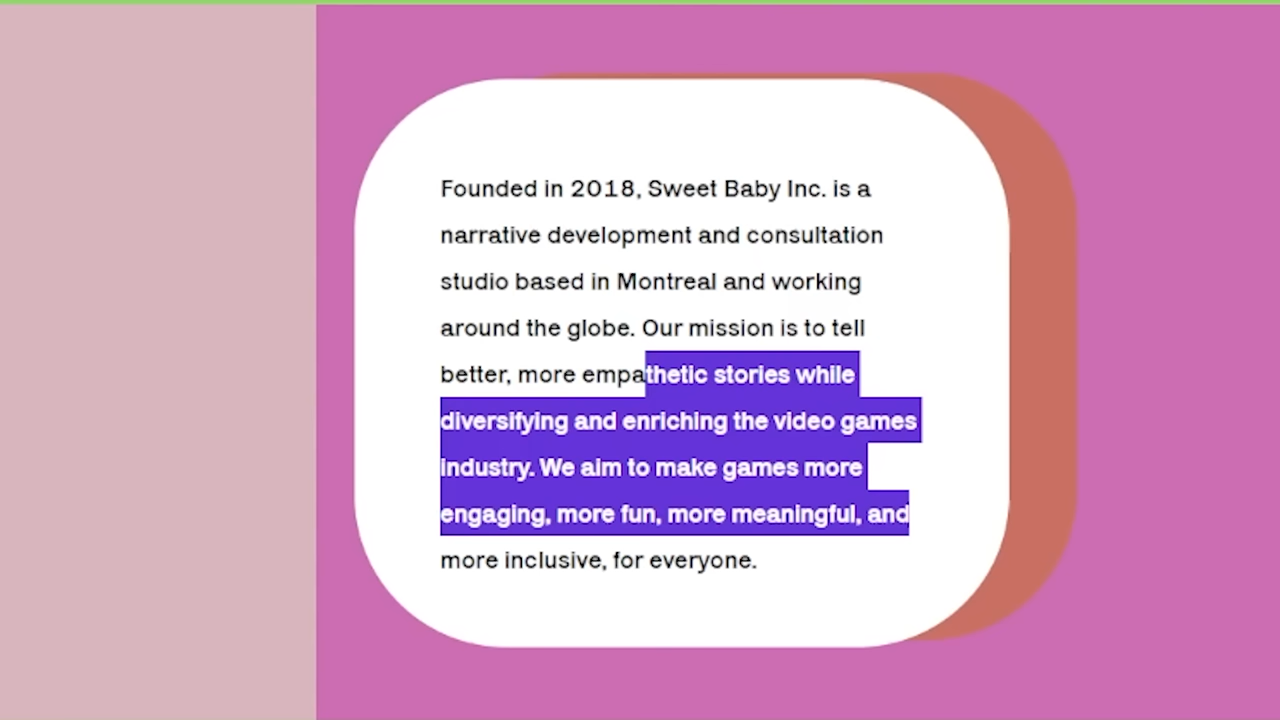 Founded in 2018, Sweet Baby Inc. is a
narrative development and consultation
studio based in Montreal and working
around the globe. Our mission is to tell
better, more empathetic stories while
diversifying and enriching the video games
industry. We aim to make games more
engaging, more fun, more meaningful, and
more inclusive, for everyone.